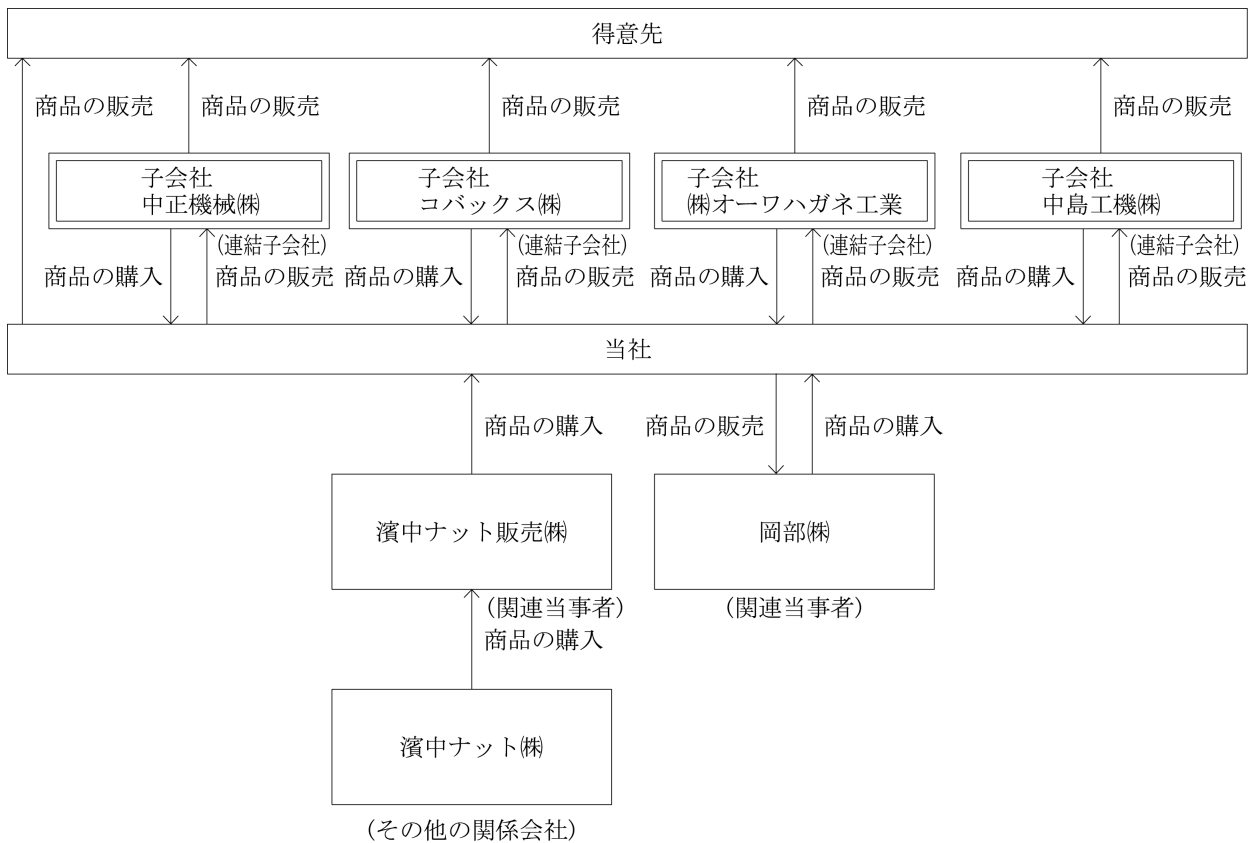 得意先
商品の販売
商品の販売
商品の販売
商品の販売
商品の販売
子会社
中正機械㈱
子会社
コバックス㈱
子会社
㈱オーワハガネ工業
子会社
中島工機㈱
(連結子会社)
(連結子会社)
(連結子会社)
(連結子会社)
商品の購入
商品の販売
商品の購入
商品の販売
商品の購入
商品の販売
商品の購入
商品の販売
当社
商品の購入
商品の販売
商品の購入
濱中ナット販売㈱
岡部㈱
(関連当事者)
(関連当事者)
商品の購入
濱中ナット㈱
(その他の関係会社)